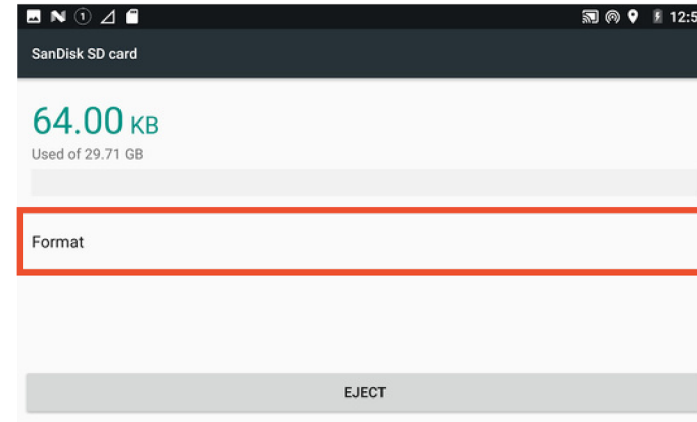 12:5
SanDisk SD card
64.00 KB
Used of 29.71 GB
Format
EJECT